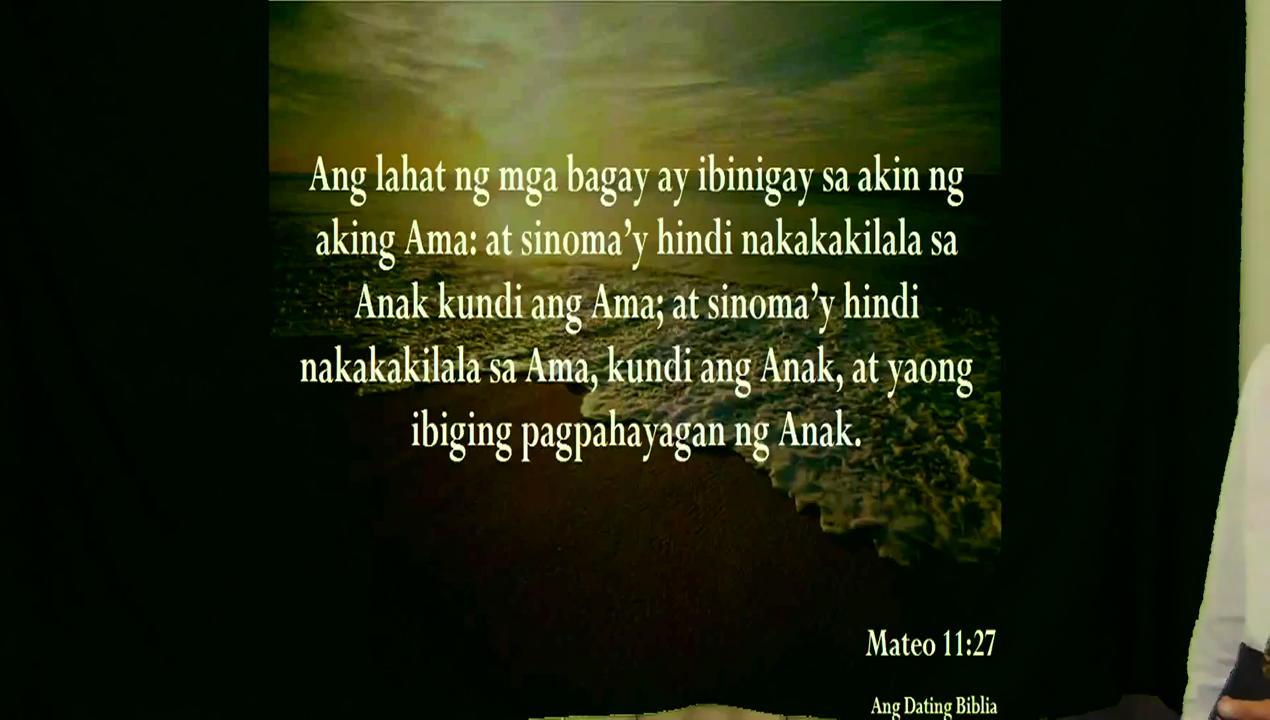 Ang lahat ng mga bagay ay ibinigay sa akin ng
aking Ama: at sinoma’y hindi nakakakilala sa
Anak kundi ang Ama; at sinoma’y hindi
nakakakilala sa Ama, kundi ang Anak, at yaong
ibiging pagpahayagan ng Anak.
Mateo 11:27
Ang Dating Biblia